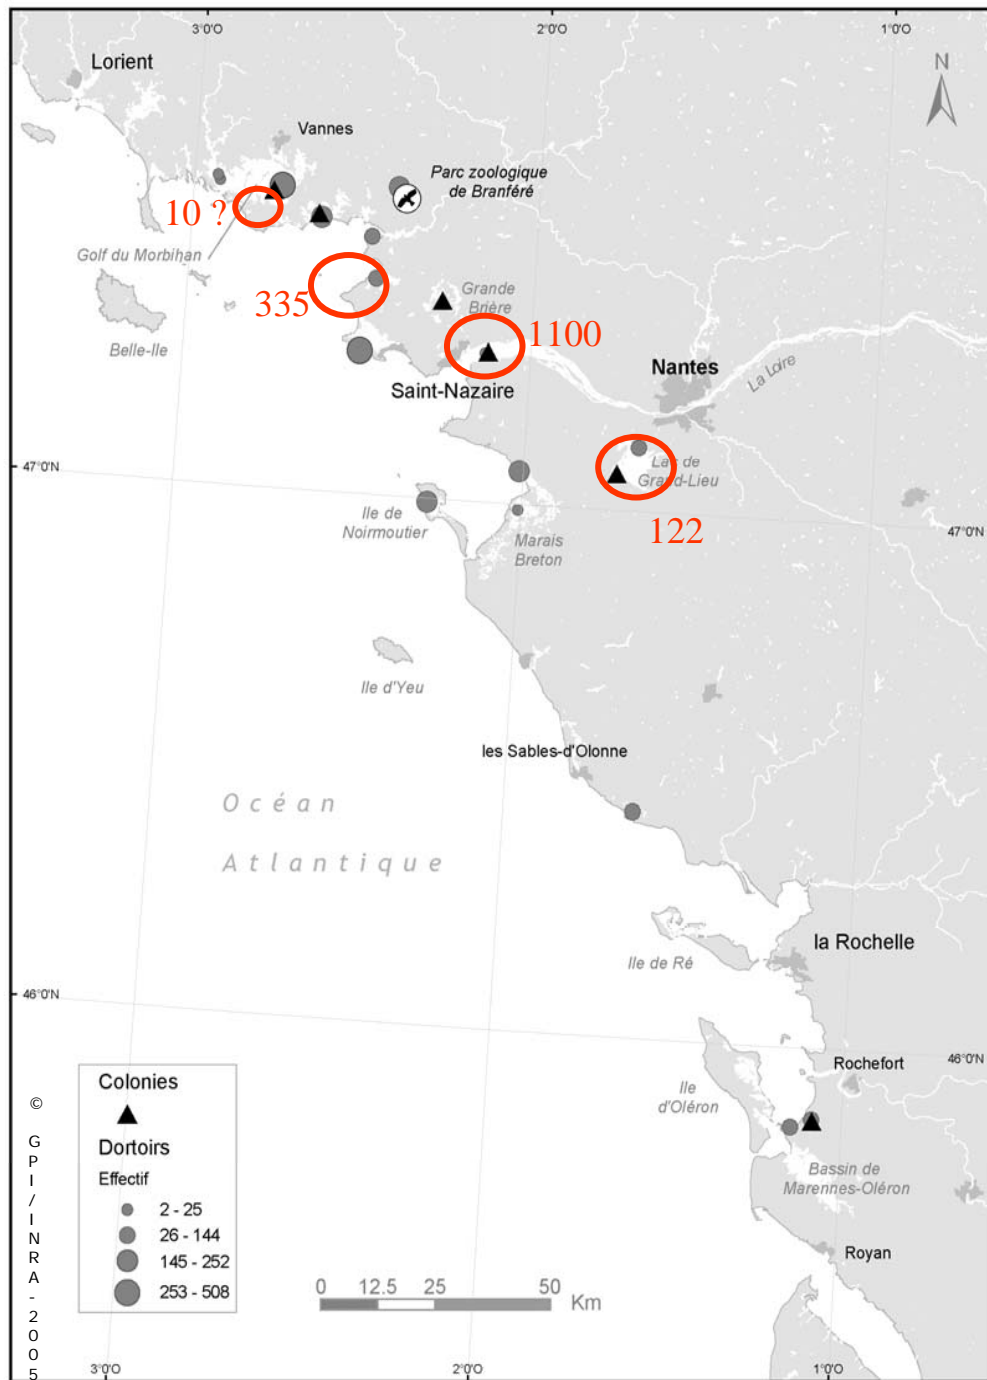 3°0'O
2°0'O
1°0'O
Lorient
N
Vannes
Parc zoologique
de Branféré
10 ?
Golf du Morbihan
335
Grande
Brière
1100
Belle-Ile
Nantes
La Loire
Saint-Nazaire
47°0'N
Lac de
Grand-Lieu
Ile de
Noirmoutier
122
47°0'N
Marais
Breton
Ile d'Yeu
les Sables-d'Olonne
Océan
Atlantique
la Rochelle
Ile de Ré
46°0'N
46°0'N
Rochefort
Ile
d'Oléron
Colonies
Dortoirs
Effectif
2 - 25
26 - 144
145 - 252
253 - 508
Bassin de
Marennes-Oléron
Royan
0 12.5 25 50
Km
© GPI/INRA-2005
3°0'O
2°0'O
1°0'O